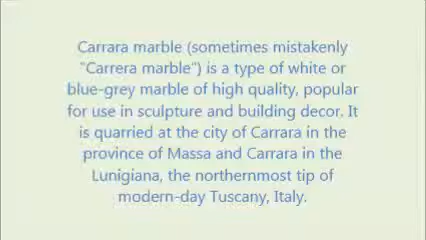 Carrara marble (sometimes mistakenly
"Carrera marble") is a type of white or
blue-grey marble of high quality, popular
for use in sculpture and building decor. It
is quarried at the city of Carrara in the
province of Massa and Carrara in the
Lunigiana, the northernmost tip of
modern-day Tuscany, Italy.